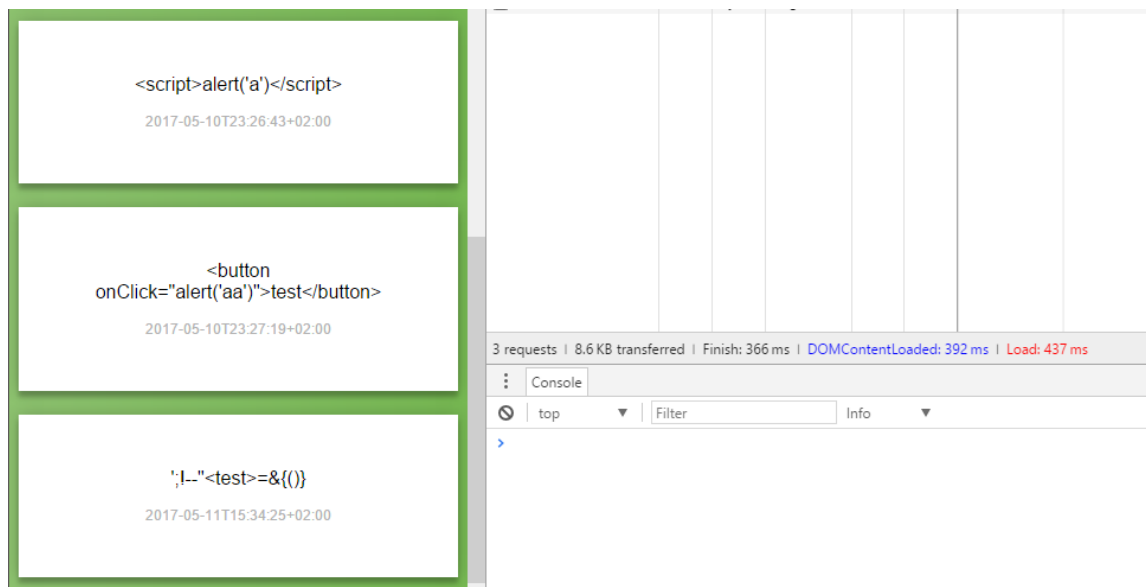 <script>alert('a')</script>
2017-05-10T23:26:43+02:00
<button
onClick="alert('aa')">test</button>
2017-05-10T23:27:19+02:00
';!--"<test>=&{()}
2017-05-11T15:34:25+02:00
3 requests | 8.6 KB transferred | Finish: 366 ms | DOMContentLoaded: 392 ms | Load: 437 ms
Console
top Filter Info